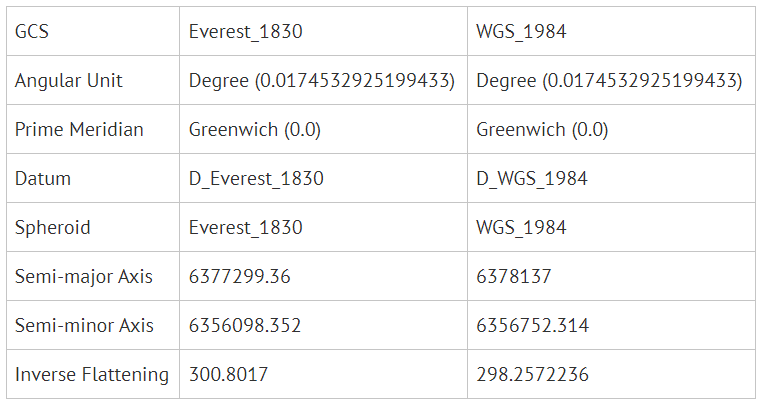 GCS Everest_1830 WGS_1984
Angular Unit Degree (0.0174532925199433) Degree (0.0174532925199433)
Prime Meridian Greenwich (0.0) Greenwich (0.0)
Datum D_Everest_1830 D_WGS_1984
Spheroid Everest_1830 WGS_1984
Semi-major Axis 6377299.36 6378137
Semi-minor Axis 6356098.352 6356752.314
Inverse Flattening 300.8017 298.2572236